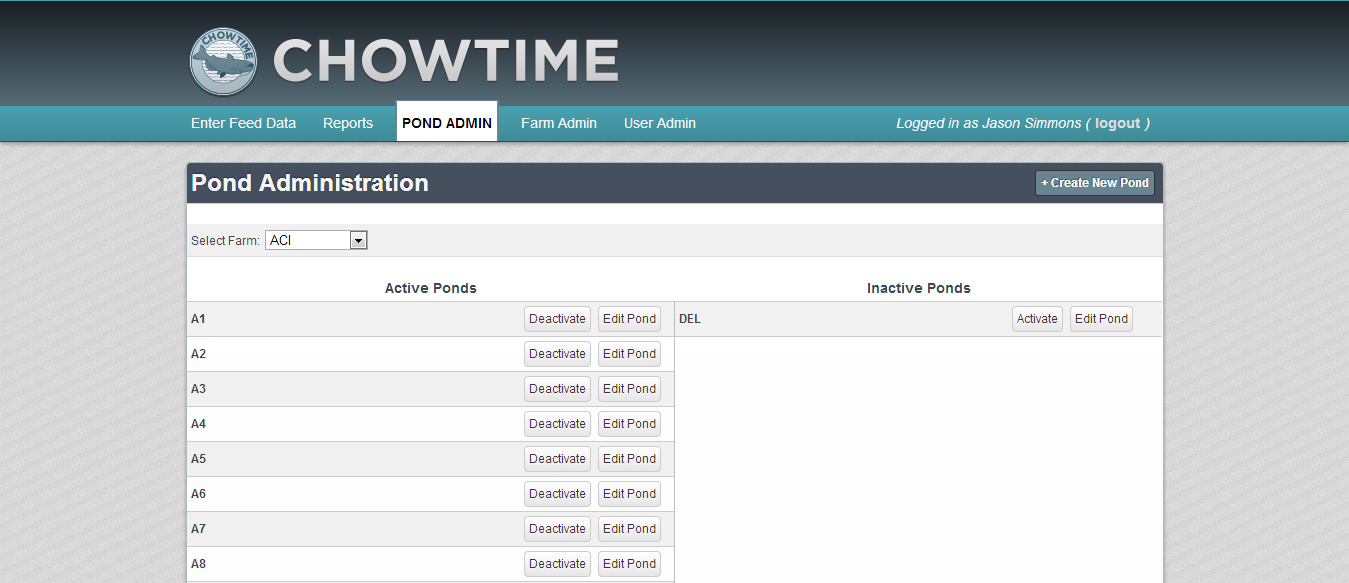 CHOWTIME
CHOWTIME
Enter Feed Data Reports POND ADMIN Farm Admin User Admin Logged in as Jason Simmons ( logout )
Pond Administration + Create New Pond
Select Farm: ACI
Active Ponds Inactive Ponds
A1 Deactivate Edit Pond DEL Activate Edit Pond
A2 Deactivate Edit Pond
A3 Deactivate Edit Pond
A4 Deactivate Edit Pond
A5 Deactivate Edit Pond
A6 Deactivate Edit Pond
A7 Deactivate Edit Pond
A8 Deactivate Edit Pond